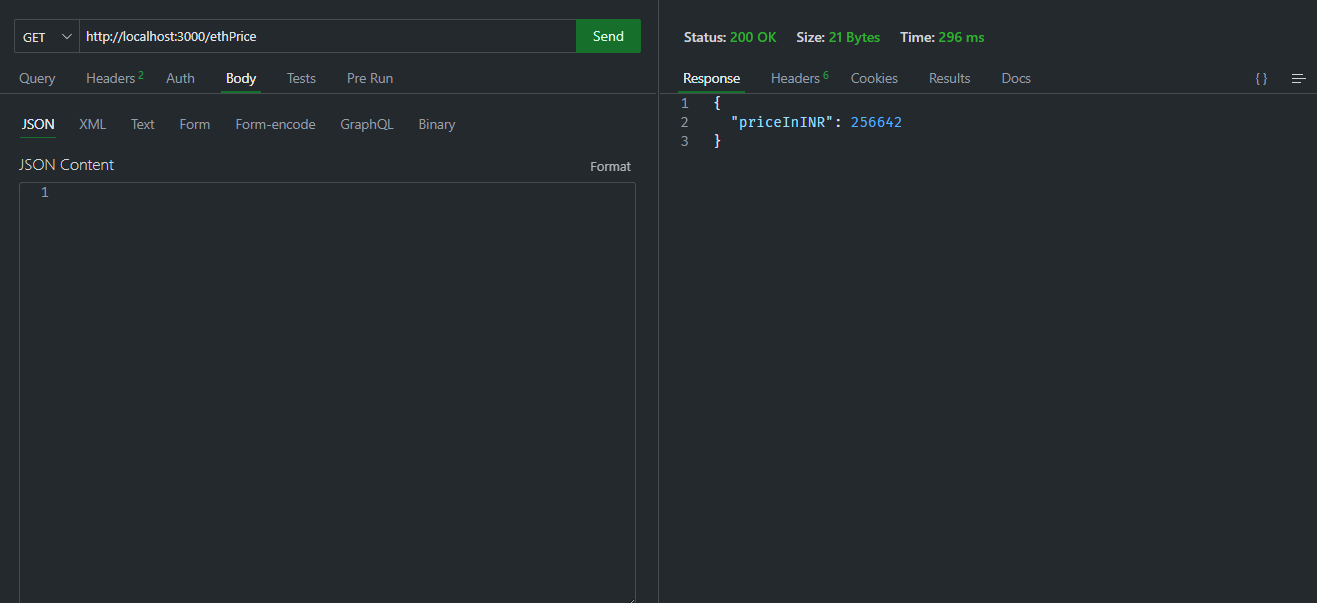 GET http://localhost:3000/ethPrice Send
Query Headers 2 Auth Body Tests Pre Run
JSON XML Text Form Form-encode GraphQL Binary
JSON Content Format
1
Status: 200 OK Size: 21 Bytes Time: 296 ms
Response Headers 6 Cookies Results Docs { }
1 {
2 "priceInINR": 256642
3 }